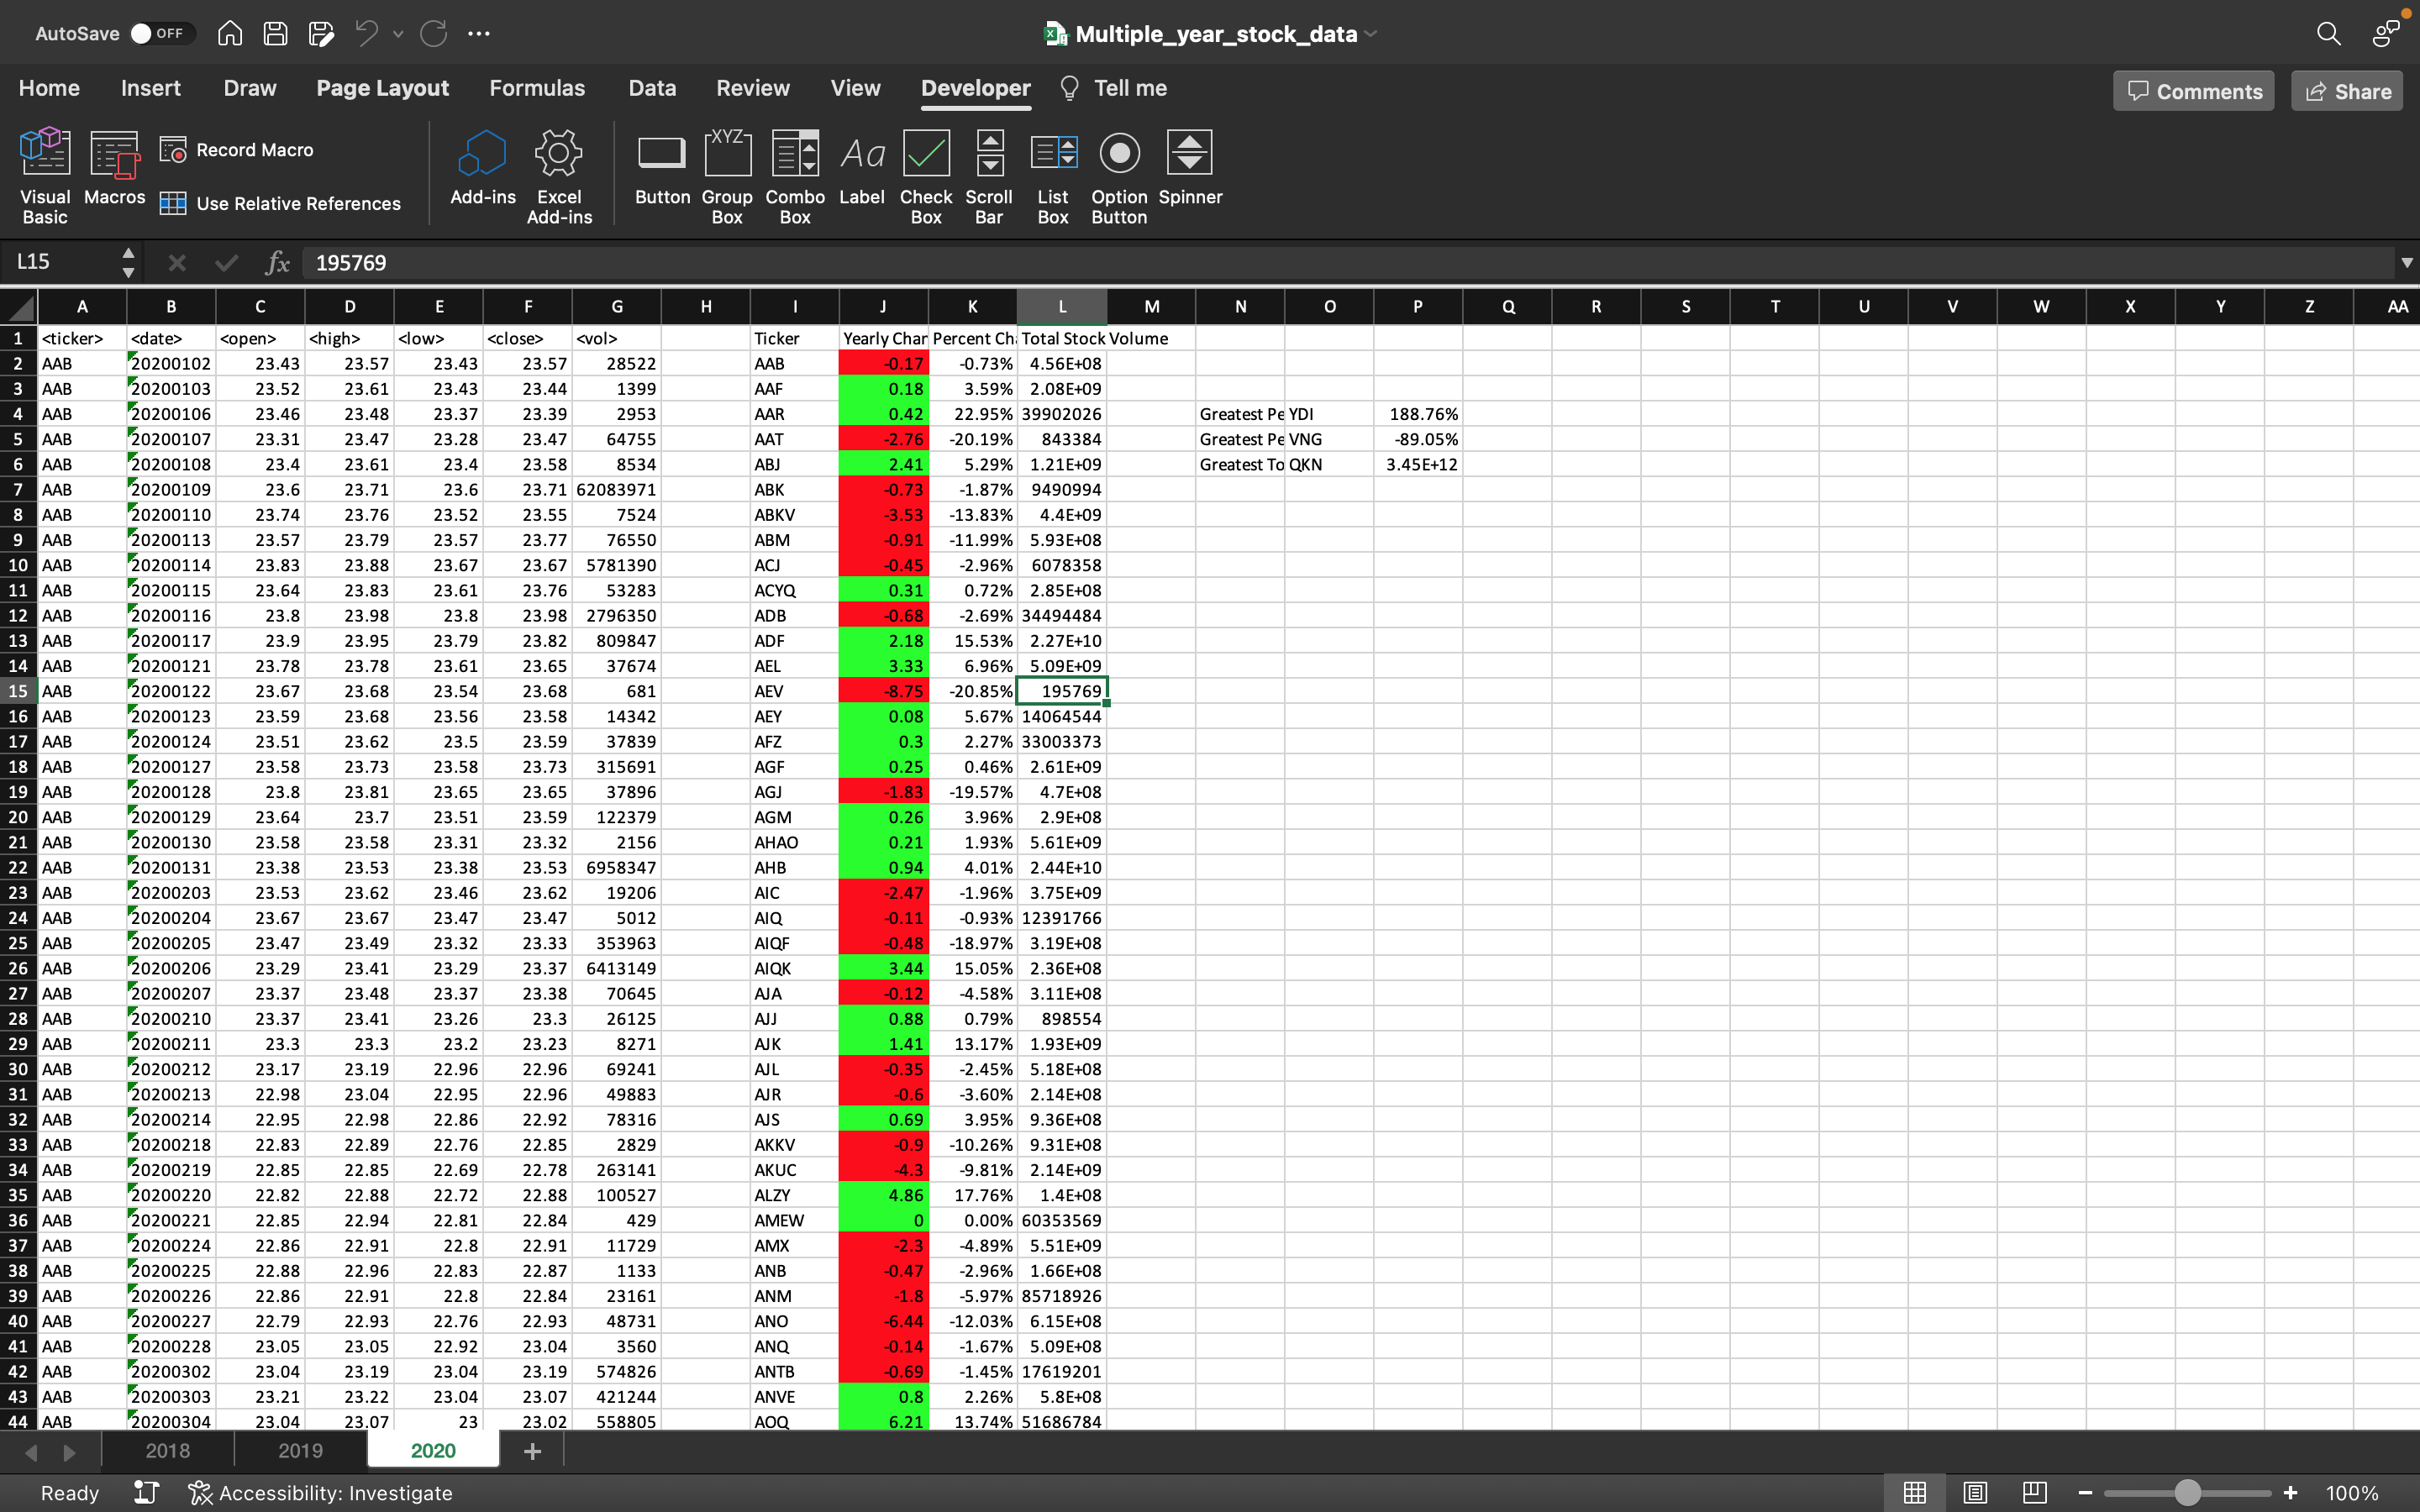 AutoSave OFF Multiple_year_stock_data
Home Insert Draw Page Layout Formulas Data Review View Developer Tell me Comments Share
Visual Basic Macros Record Macro Use Relative References Add-ins Excel Add-ins Button Group Box XYZ Combo Box Aa Label Check Box Scroll Bar List Box Option Button Spinner
L15 fx 195769
A B C D E F G H I J K L M N O P Q R S T U V W X Y Z AA
1 <ticker> <date> <open> <high> <low> <close> <vol> Ticker Yearly Char Percent Ch Total Stock Volume
2 AAB 20200102 23.43 23.57 23.43 23.57 28522 AAB -0.17 -0.73% 4.56E+08
3 AAB 20200103 23.52 23.61 23.43 23.44 1399 AAF 0.18 3.59% 2.08E+09
4 AAB 20200106 23.46 23.48 23.37 23.39 2953 AAR 0.42 22.95% 39902026 Greatest Pe YDI 188.76%
5 AAB 20200107 23.31 23.47 23.28 23.47 64755 AAT -2.76 -20.19% 843384 Greatest Pe VNG -89.05%
6 AAB 20200108 23.4 23.61 23.4 23.58 8534 ABJ 2.41 5.29% 1.21E+09 Greatest To QKN 3.45E+12
7 AAB 20200109 23.6 23.71 23.6 23.71 62083971 ABK -0.73 -1.87% 9490994
8 AAB 20200110 23.74 23.76 23.52 23.55 7524 ABKV -3.53 -13.83% 4.4E+09
9 AAB 20200113 23.57 23.79 23.57 23.77 76550 ABM -0.91 -11.99% 5.93E+08
10 AAB 20200114 23.83 23.88 23.67 23.67 5781390 ACJ -0.45 -2.96% 6078358
11 AAB 20200115 23.64 23.83 23.61 23.76 53283 ACYQ 0.31 0.72% 2.85E+08
12 AAB 20200116 23.8 23.98 23.8 23.98 2796350 ADB -0.68 -2.69% 34494484
13 AAB 20200117 23.9 23.95 23.79 23.82 809847 ADF 2.18 15.53% 2.27E+10
14 AAB 20200121 23.78 23.78 23.61 23.65 37674 AEL 3.33 6.96% 5.09E+09
15 AAB 20200122 23.67 23.68 23.54 23.68 681 AEV -8.75 -20.85% 195769
16 AAB 20200123 23.59 23.68 23.56 23.58 14342 AEY 0.08 5.67% 14064544
17 AAB 20200124 23.51 23.62 23.5 23.59 37839 AFZ 0.3 2.27% 33003373
18 AAB 20200127 23.58 23.73 23.58 23.73 315691 AGF 0.25 0.46% 2.61E+09
19 AAB 20200128 23.8 23.81 23.65 23.65 37896 AGJ -1.83 -19.57% 4.7E+08
20 AAB 20200129 23.64 23.7 23.51 23.59 122379 AGM 0.26 3.96% 2.9E+08
21 AAB 20200130 23.58 23.58 23.31 23.32 2156 AHAO 0.21 1.93% 5.61E+09
22 AAB 20200131 23.38 23.53 23.38 23.53 6958347 AHB 0.94 4.01% 2.44E+10
23 AAB 20200203 23.53 23.62 23.46 23.62 19206 AIC -2.47 -1.96% 3.75E+09
24 AAB 20200204 23.67 23.67 23.47 23.47 5012 AIQ -0.11 -0.93% 12391766
25 AAB 20200205 23.47 23.49 23.32 23.33 353963 AIQF -0.48 -18.97% 3.19E+08
26 AAB 20200206 23.29 23.41 23.29 23.37 6413149 AIQK 3.44 15.05% 2.36E+08
27 AAB 20200207 23.37 23.48 23.37 23.38 70645 AJA -0.12 -4.58% 3.11E+08
28 AAB 20200210 23.37 23.41 23.26 23.3 26125 AJJ 0.88 0.79% 898554
29 AAB 20200211 23.3 23.3 23.2 23.23 8271 AJK 1.41 13.17% 1.93E+09
30 AAB 20200212 23.17 23.19 22.96 22.96 69241 AJL -0.35 -2.45% 5.18E+08
31 AAB 20200213 22.98 23.04 22.95 22.96 49883 AJR -0.6 -3.60% 2.14E+08
32 AAB 20200214 22.95 22.98 22.86 22.92 78316 AJS 0.69 3.95% 9.36E+08
33 AAB 20200218 22.83 22.89 22.76 22.85 2829 AKKV -0.9 -10.26% 9.31E+08
34 AAB 20200219 22.85 22.85 22.69 22.78 263141 AKUC -4.3 -9.81% 2.14E+09
35 AAB 20200220 22.82 22.88 22.72 22.88 100527 ALZY 4.86 17.76% 1.4E+08
36 AAB 20200221 22.85 22.94 22.81 22.84 429 AMEW 0 0.00% 60353569
37 AAB 20200224 22.86 22.91 22.8 22.91 11729 AMX -2.3 -4.89% 5.51E+09
38 AAB 20200225 22.88 22.96 22.83 22.87 1133 ANB -0.47 -2.96% 1.66E+08
39 AAB 20200226 22.86 22.91 22.8 22.84 23161 ANM -1.8 -5.97% 85718926
40 AAB 20200227 22.79 22.93 22.76 22.93 48731 ANO -6.44 -12.03% 6.15E+08
41 AAB 20200228 23.05 23.05 22.92 23.04 3560 ANQ -0.14 -1.67% 5.09E+08
42 AAB 20200302 23.04 23.19 23.04 23.19 574826 ANTB -0.69 -1.45% 17619201
43 AAB 20200303 23.21 23.22 23.04 23.07 421244 ANVE 0.8 2.26% 5.8E+08
44 AAB 20200304 23.04 23.07 23 23.02 558805 AOQ 6.21 13.74% 51686784
2018 2019 2020 +
Ready Accessibility: Investigate 100%